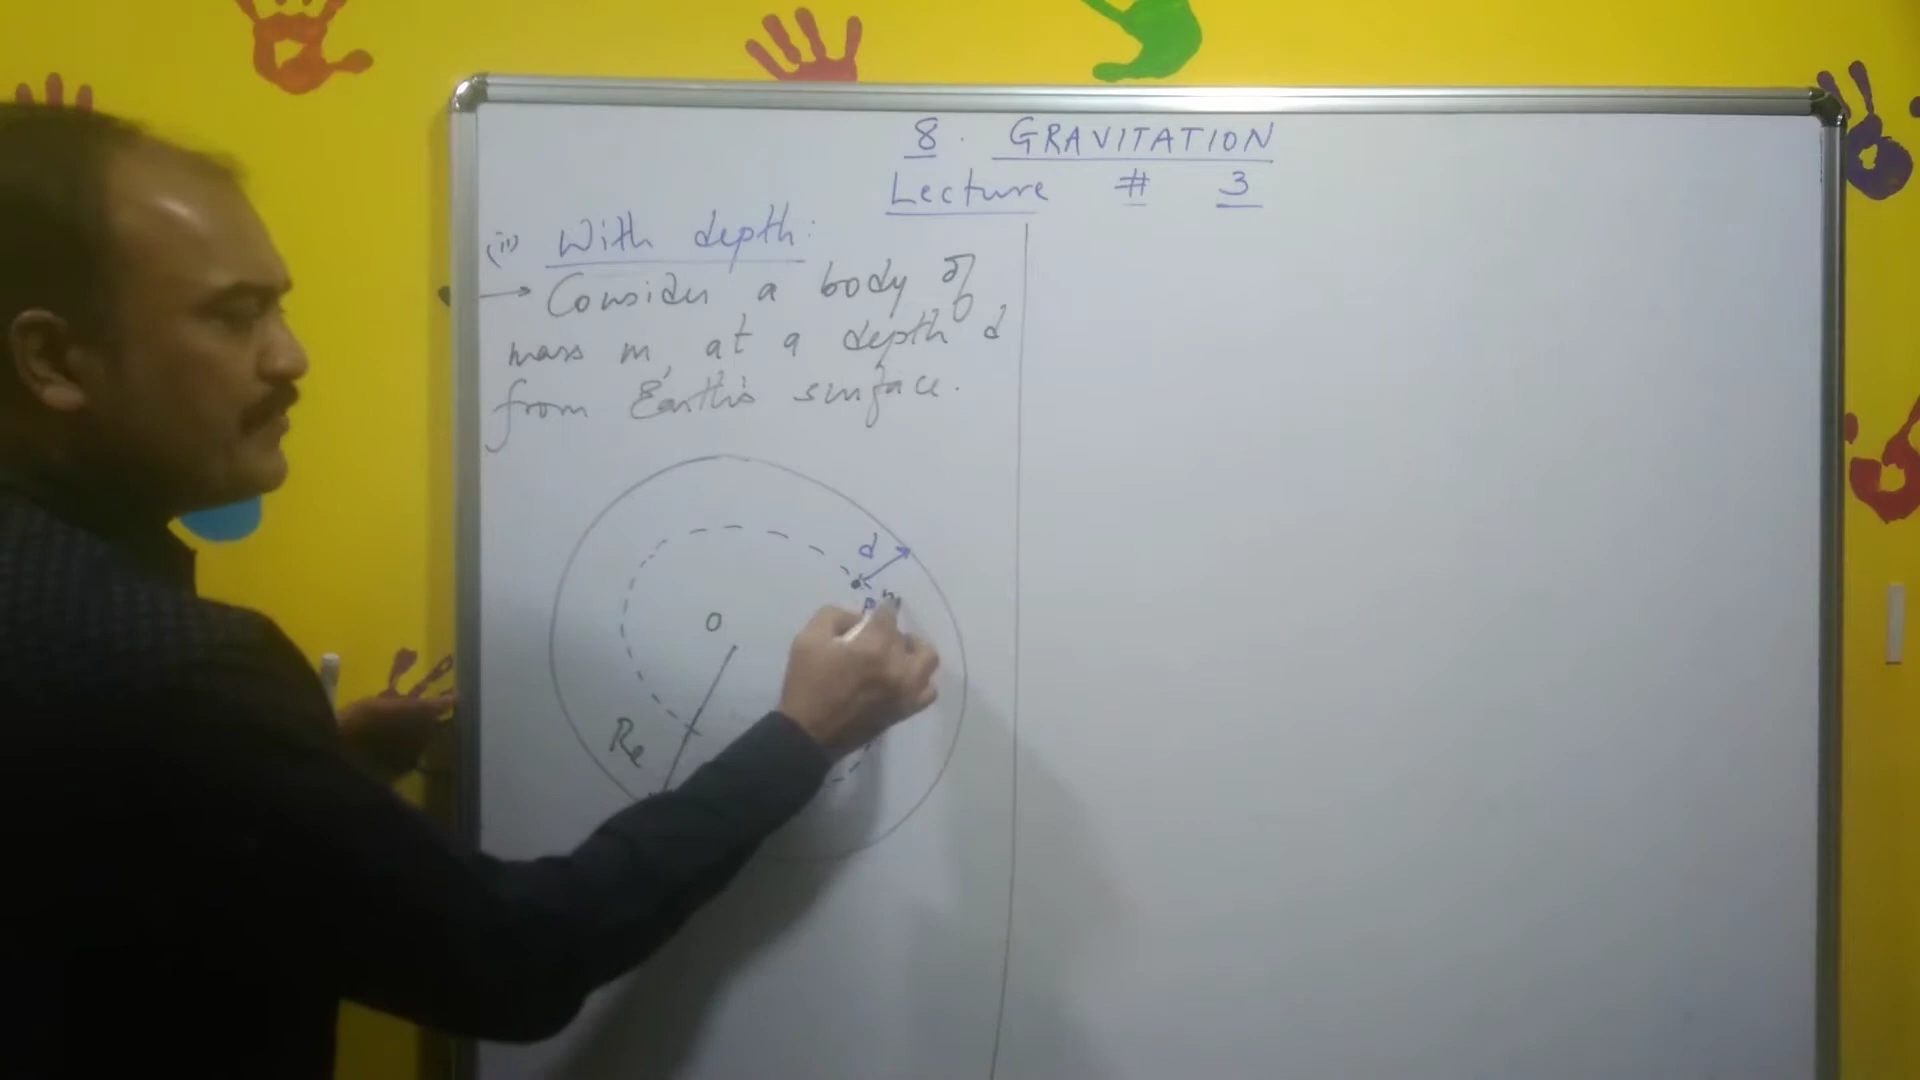 8. GRAVITATION
Lecture # 3
(ii) With depth:
→ Consider a body of
mass m, at a depth d
from Earth's surface.
d
P m
O
Re